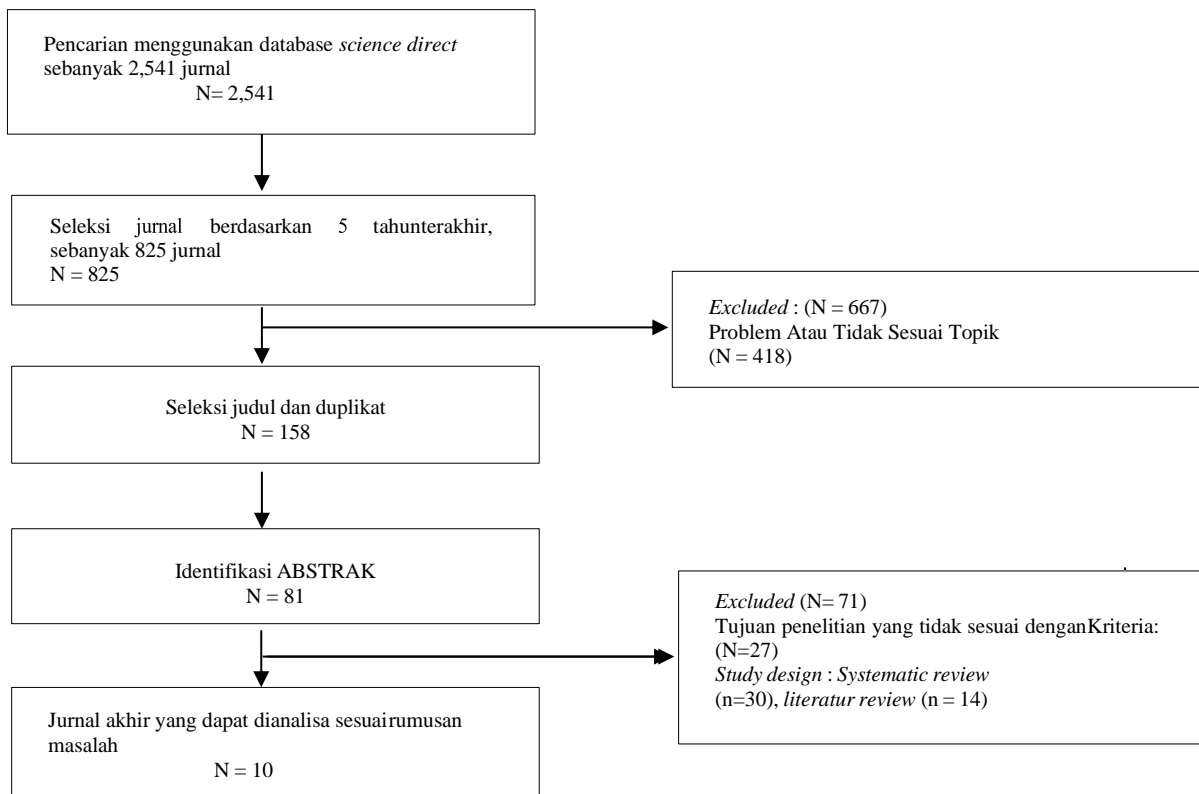 Pencarian menggunakan database science direct
sebanyak 2,541 jurnal
N= 2,541
Seleksi jurnal berdasarkan 5 tahunterakhir,
sebanyak 825 jurnal
N = 825
Excluded : (N = 667)
Problem Atau Tidak Sesuai Topik
(N = 418)
Seleksi judul dan duplikat
N = 158
Identifikasi ABSTRAK
N = 81
Excluded (N= 71)
Tujuan penelitian yang tidak sesuai denganKriteria:
(N=27)
Study design : Systematic review
(n=30), literatur review (n = 14)
Jurnal akhir yang dapat dianalisa sesuairumusan
masalah
N = 10